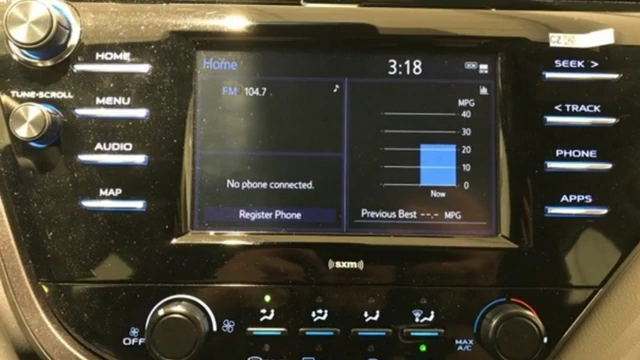 HOME
TUNE•SCROLL
MENU
AUDIO
MAP
Home
3:18
FM 104.7
MPG
40
30
20
10
0
Now
No phone connected.
Register Phone
Previous Best --.- MPG
SEEK >
< TRACK
PHONE
APPS
((sxm))
OFF
MAX
A/C